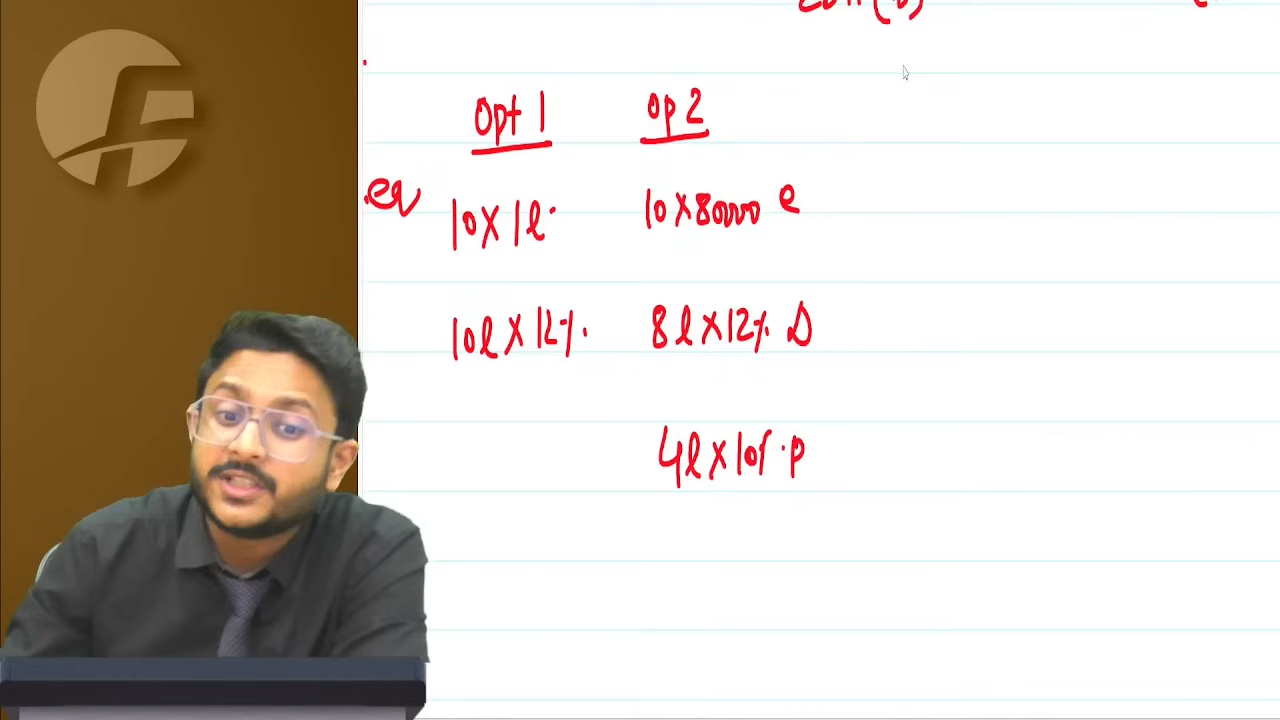 Opt 1 Op 2
eq 10 X 1l 10 X 80000 e
10l X 12%. 8l X 12% D
4l X 10% P